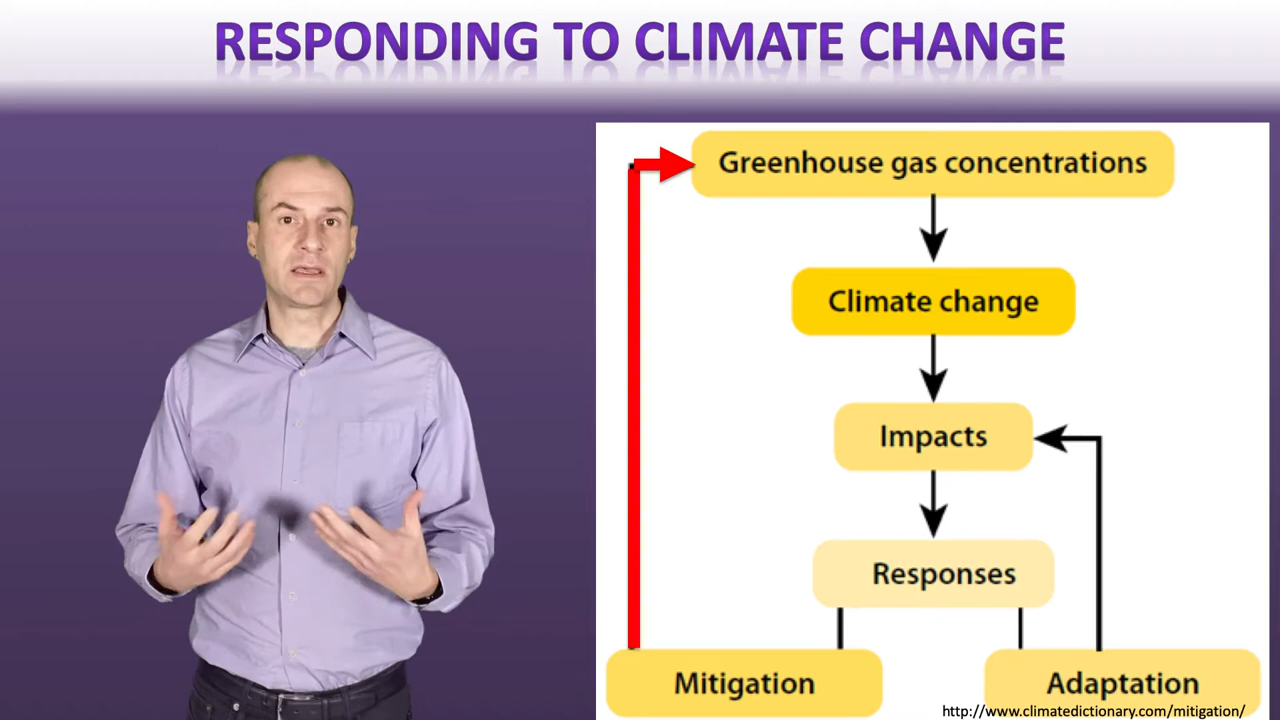 RESPONDING TO CLIMATE CHANGE
Greenhouse gas concentrations
Climate change
Impacts
Responses
Mitigation
Adaptation
http://www.climatedictionary.com/mitigation/